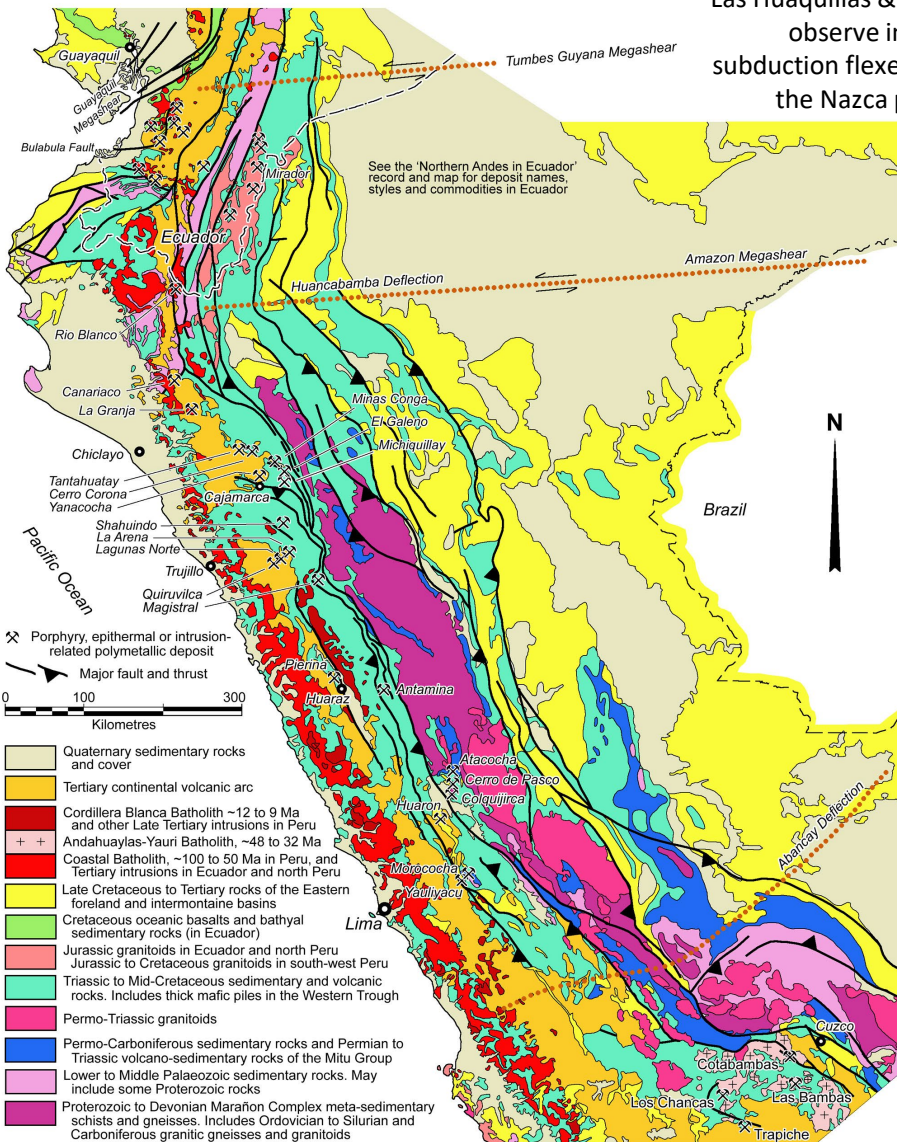 Las Huaquillas &
observe in
subduction flexe
the Nazca p
Guayaquil
Tumbes Guyana Megashear
Guayaquil
Megashear
Bulabula Fault
See the 'Northern Andes in Ecuador'
record and map for deposit names,
styles and commodities in Ecuador
Mirador
Ecuador
Amazon Megashear
Huancabamba Deflection
Rio Blanco
Canariaco
La Granja
Minas Conga
El Galeno
Michiquillay
N
Chiclayo
Tantahuatay
Cerro Corona
Yanacocha
Cajamarca
Brazil
Shahuindo
La Arena
Lagunas Norte
Pacific Ocean
Trujillo
Quiruvilca
Magistral
Porphyry, epithermal or intrusion-
related polymetallic deposit
Major fault and thrust
Pierina
Huaraz
Antamina
0 100 300
Kilometres
Quaternary sedimentary rocks
and cover
Tertiary continental volcanic arc
Cordillera Blanca Batholith ~12 to 9 Ma
and other Late Tertiary intrusions in Peru
Andahuaylas-Yauri Batholith, ~48 to 32 Ma
Coastal Batholith, ~100 to 50 Ma in Peru, and
Tertiary intrusions in Ecuador and north Peru
Late Cretaceous to Tertiary rocks of the Eastern
foreland and intermontaine basins
Cretaceous oceanic basalts and bathyal
sedimentary rocks (in Ecuador)
Jurassic granitoids in Ecuador and north Peru
Jurassic to Cretaceous granitoids in south-west Peru
Triassic to Mid-Cretaceous sedimentary and volcanic
rocks. Includes thick mafic piles in the Western Trough
Permo-Triassic granitoids
Permo-Carboniferous sedimentary rocks and Permian to
Triassic volcano-sedimentary rocks of the Mitu Group
Lower to Middle Palaeozoic sedimentary rocks. May
include some Proterozoic rocks
Proterozoic to Devonian Marañon Complex meta-sedimentary
schists and gneisses. Includes Ordovician to Silurian and
Carboniferous granitic gneisses and granitoids
Atacocha
Cerro de Pasco
Colquijirca
Huaron
Abancay Deflection
Morococha
Yauliyacu
Lima
Cuzco
Cotabambas
Los Chancas
Las Bambas
Trapiche